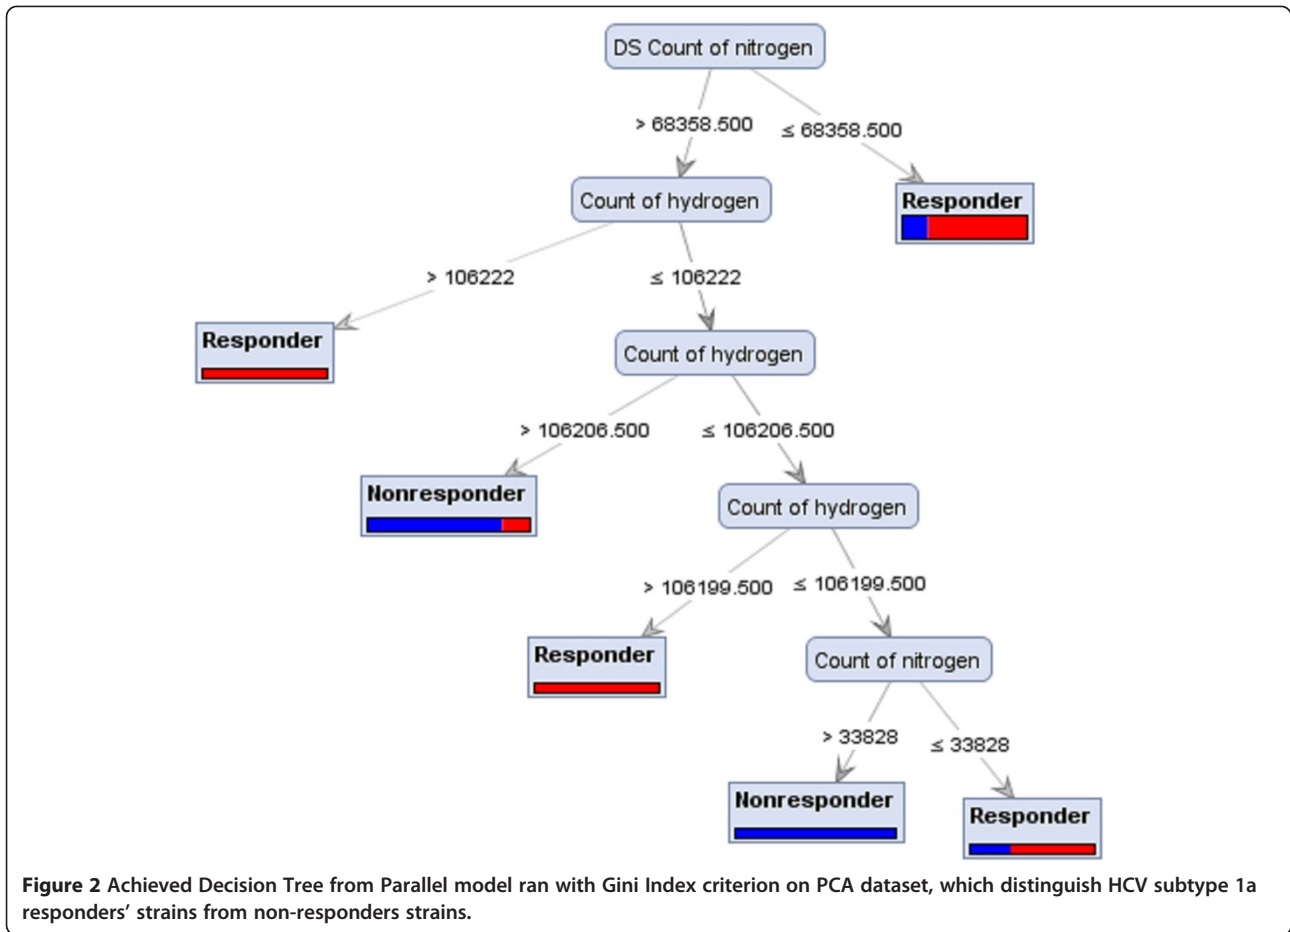 DS Count of nitrogen
> 68358.500
≤ 68358.500
Count of hydrogen
Responder
> 106222
≤ 106222
Responder
Count of hydrogen
> 106206.500
≤ 106206.500
Nonresponder
Count of hydrogen
> 106199.500
≤ 106199.500
Responder
Count of nitrogen
> 33828
≤ 33828
Nonresponder
Responder
Figure 2 Achieved Decision Tree from Parallel model ran with Gini Index criterion on PCA dataset, which distinguish HCV subtype 1a
responders’ strains from non-responders strains.